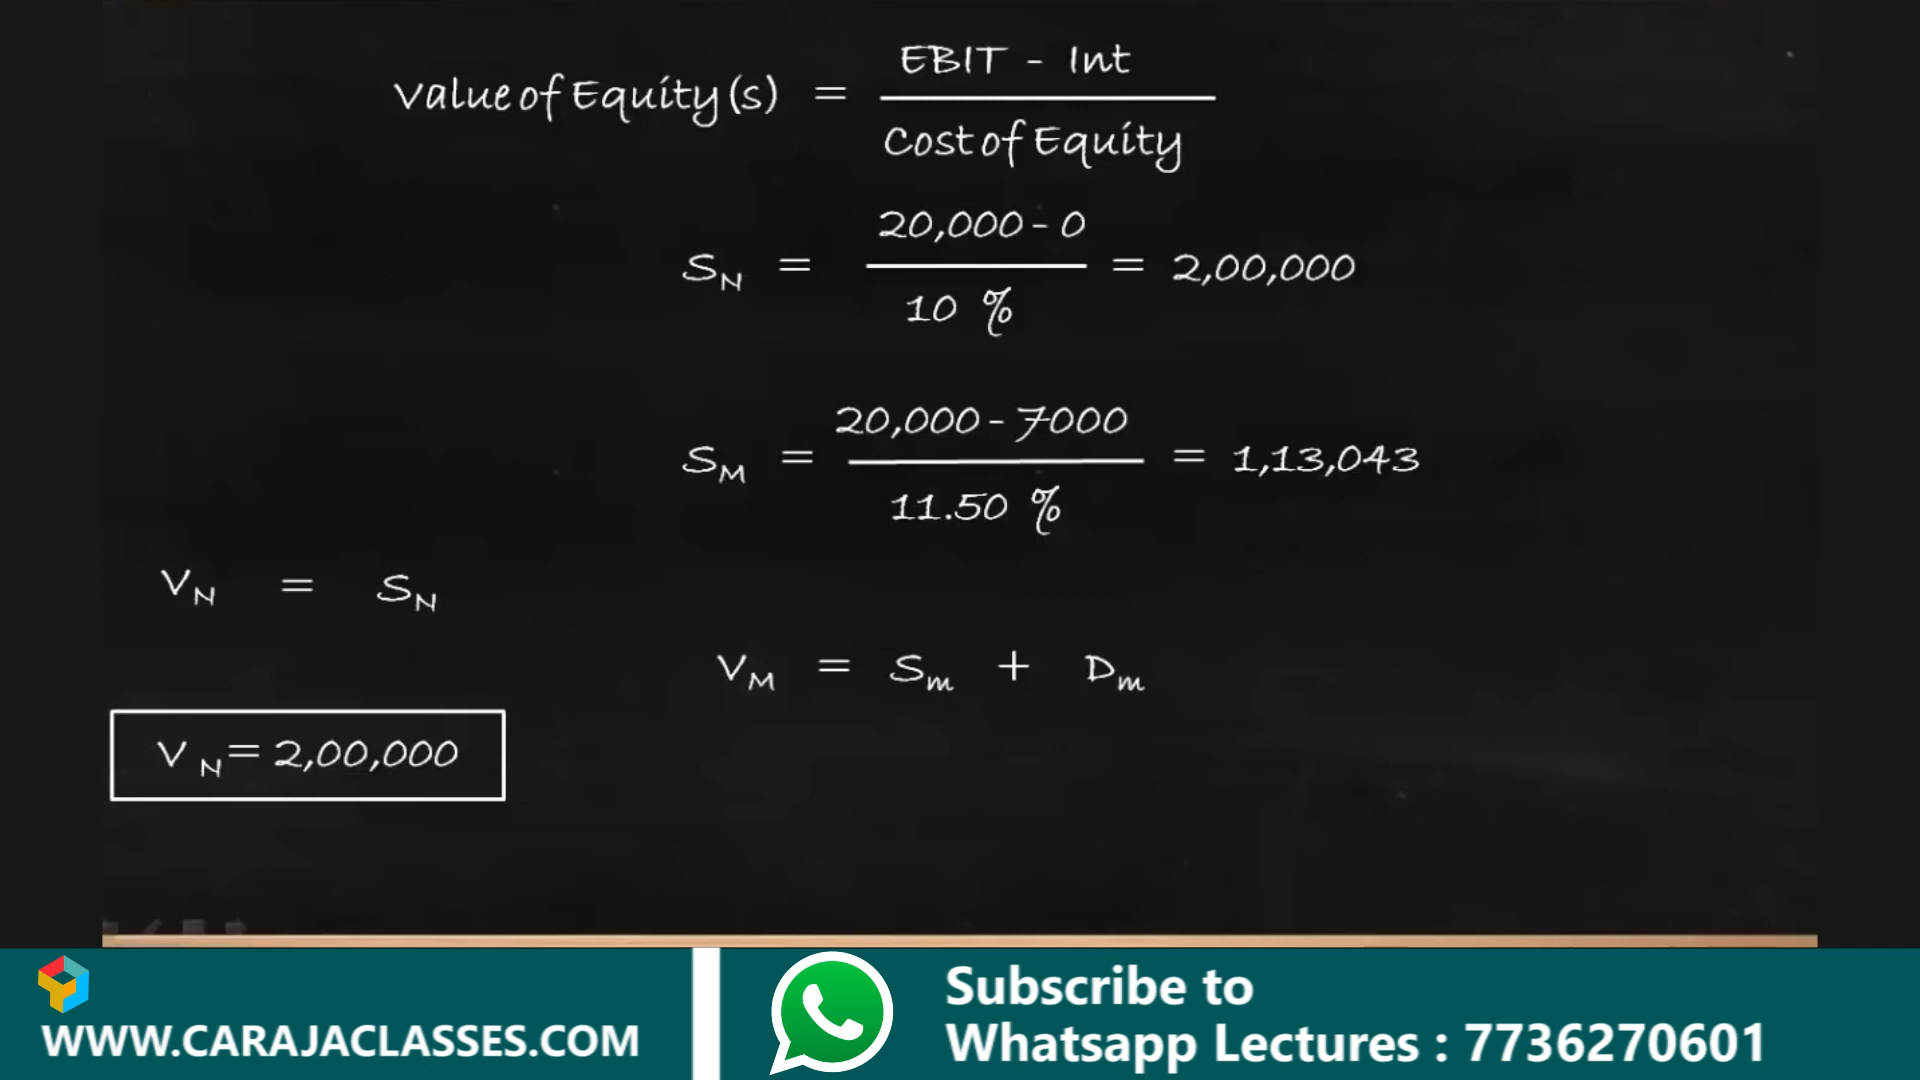 Value of Equity (s) = EBIT - Int
Cost of Equity
SN = 20,000 - 0 = 2,00,000
10 %
SM = 20,000 - 7000 = 1,13,043
11.50 %
VN = SN
VM = Sm + Dm
VN = 2,00,000
WWW.CARAJACLASSES.COM
Subscribe to
Whatsapp Lectures : 7736270601